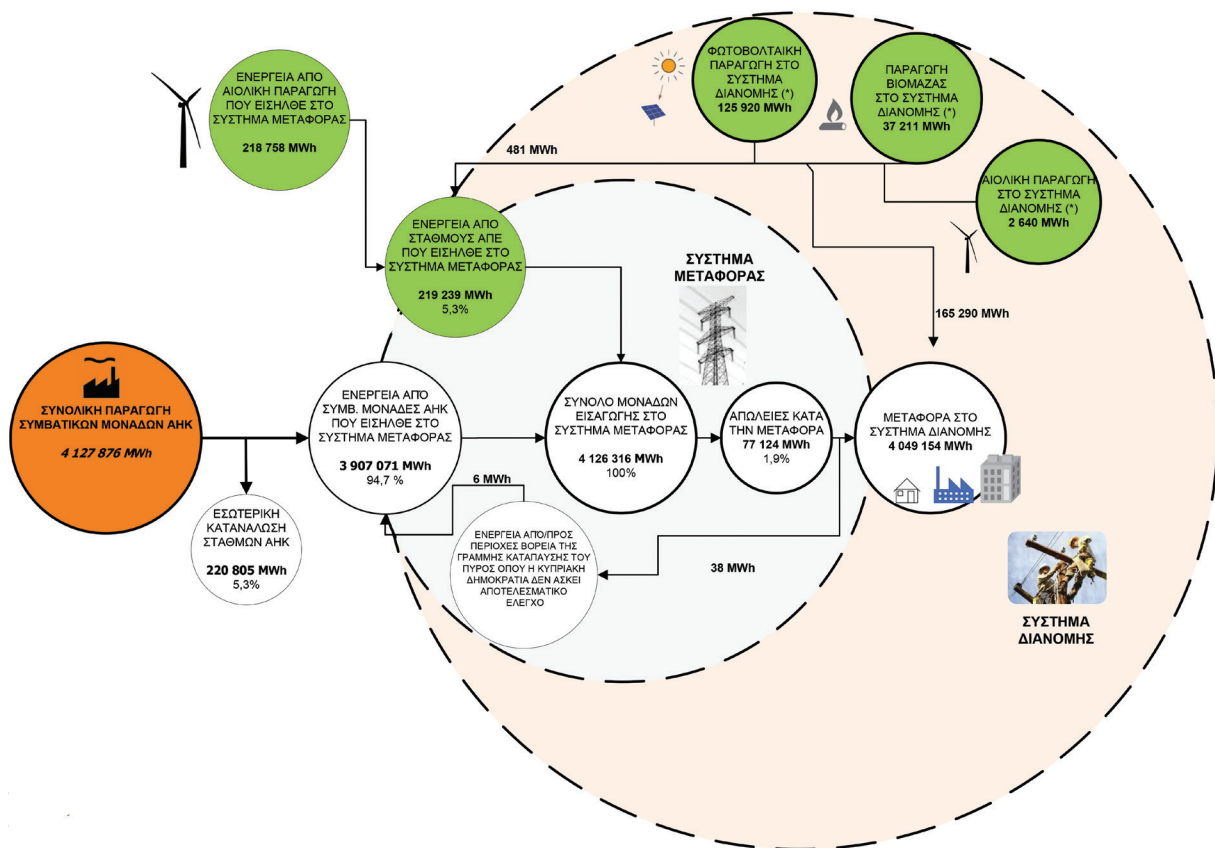 ΕΝΕΡΓΕΙΑ ΑΠΟ
ΑΙΟΛΙΚΗ ΠΑΡΑΓΩΓΗ
ΠΟΥ ΕΙΣΗΛΘΕ ΣΤΟ
ΣΥΣΤΗΜΑ ΜΕΤΑΦΟΡΑΣ
218 758 MWh
ΦΩΤΟΒΟΛΤΑΙΚΗ
ΠΑΡΑΓΩΓΗ ΣΤΟ
ΣΥΣΤΗΜΑ
ΔΙΑΝΟΜΗΣ (*)
125 920 MWh
ΠΑΡΑΓΩΓΗ
ΒΙΟΜΑΖΑΣ
ΣΤΟ ΣΥΣΤΗΜΑ
ΔΙΑΝΟΜΗΣ (*)
37 211 MWh
481 MWh
ΑΙΟΛΙΚΗ ΠΑΡΑΓΩΓΗ
ΣΤΟ ΣΥΣΤΗΜΑ
ΔΙΑΝΟΜΗΣ (*)
2 640 MWh
ΕΝΕΡΓΕΙΑ ΑΠΟ
ΣΤΑΘΜΟΥΣ ΑΠΕ
ΠΟΥ ΕΙΣΗΛΘΕ ΣΤΟ
ΣΥΣΤΗΜΑ ΜΕΤΑΦΟΡΑΣ
219 239 MWh
5,3%
ΣΥΣΤΗΜΑ
ΜΕΤΑΦΟΡΑΣ
165 290 MWh
ΣΥΝΟΛΙΚΗ ΠΑΡΑΓΩΓΗ
ΣΥΜΒΑΤΙΚΩΝ ΜΟΝΑΔΩΝ ΑΗΚ
4 127 876 MWh
ΕΝΕΡΓΕΙΑ ΑΠΌ
ΣΥΜΒ. ΜΟΝΑΔΕΣ ΑΗΚ
ΠΟΥ ΕΙΣΗΛΘΕ ΣΤΟ
ΣΥΣΤΗΜΑ ΜΕΤΑΦΟΡΑΣ
3 907 071 MWh
94,7 %
ΣΥΝΟΛΟ ΜΟΝΑΔΩΝ
ΕΙΣΑΓΩΓΗΣ ΣΤΟ
ΣΥΣΤΗΜΑ ΜΕΤΑΦΟΡΑΣ
4 126 316 MWh
100%
ΑΠΩΛΕΙΕΣ ΚΑΤΑ
ΤΗΝ ΜΕΤΑΦΟΡΑ
77 124 MWh
1,9%
ΜΕΤΑΦΟΡΑ ΣΤΟ
ΣΥΣΤΗΜΑ ΔΙΑΝΟΜΗΣ
4 049 154 MWh
6 MWh
ΕΣΩΤΕΡΙΚΗ
ΚΑΤΑΝΑΛΩΣΗ
ΣΤΑΘΜΩΝ ΑΗΚ
220 805 MWh
5,3%
ΕΝΕΡΓΕΙΑ ΑΠΌ/ΠΡΟΣ
ΠΕΡΙΟΧΕΣ ΒΟΡΕΙΑ ΤΗΣ
ΓΡΑΜΜΗΣ ΚΑΤΑΠΑΥΣΗΣ ΤΟΥ
ΠΥΡΟΣ ΟΠΟΥ Η ΚΥΠΡΙΑΚΗ
ΔΗΜΟΚΡΑΤΙΑ ΔΕΝ ΑΣΚΕΙ
ΑΠΟΤΕΛΕΣΜΑΤΙΚΟ
ΕΛΕΓΧΟ
38 MWh
ΣΥΣΤΗΜΑ
ΔΙΑΝΟΜΗΣ